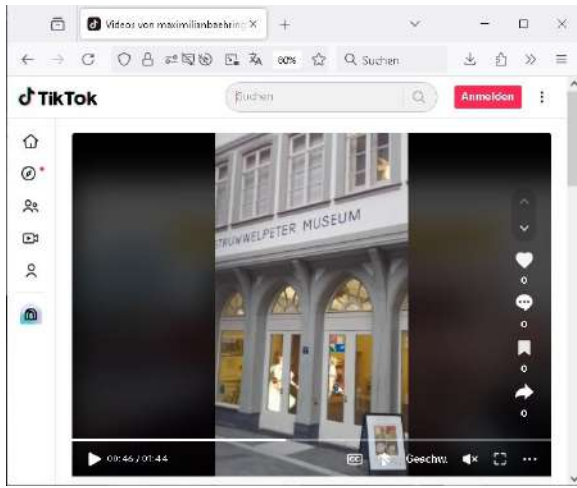 Videos von maximilianbaehring
80%
Suchen
TikTok
Suchen
Anmelden
STRUWWELPETER MUSEUM
0
0
0
0
00:46 / 01:44
CC
Geschw.